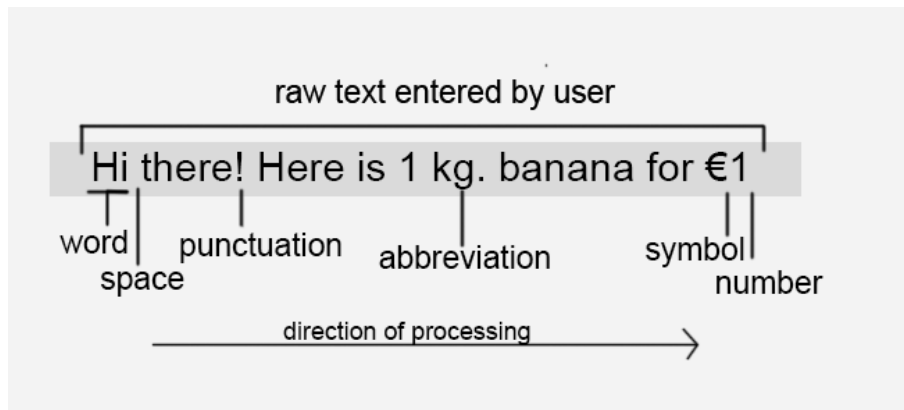 raw text entered by user
Hi there! Here is 1 kg. banana for €1
word
punctuation
abbreviation
symbol
space
number
direction of processing